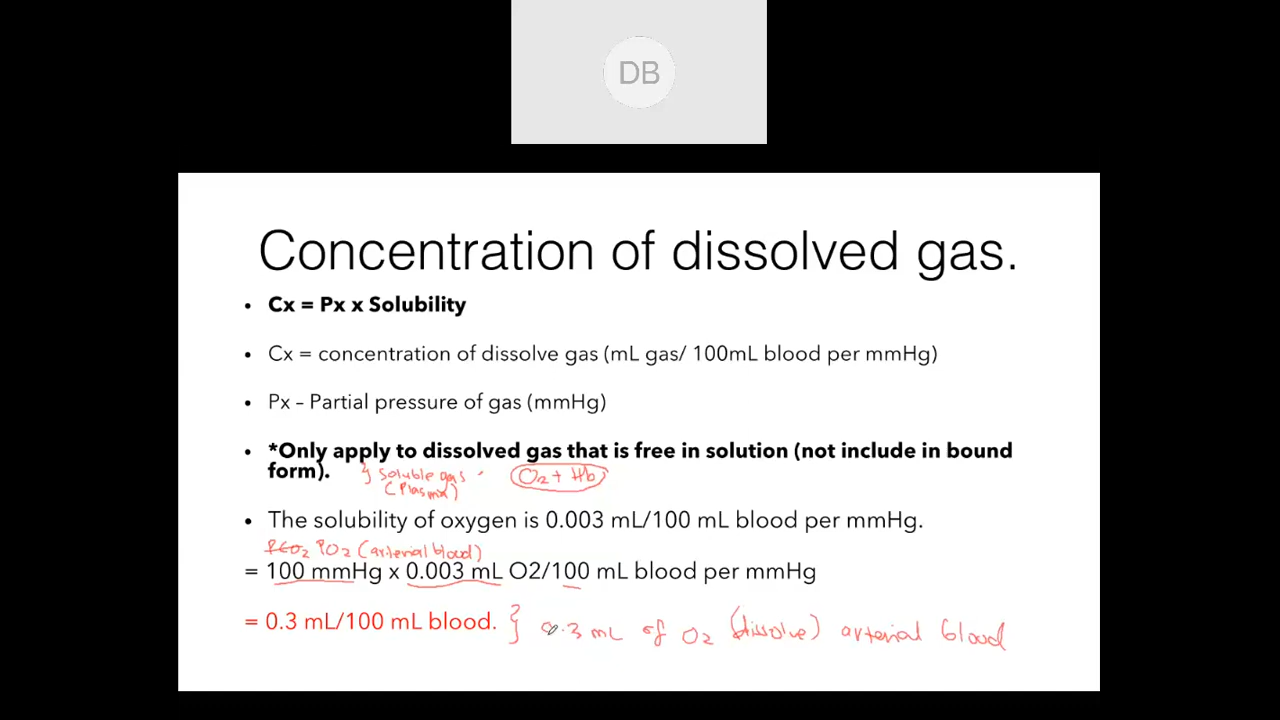 DB
Concentration of dissolved gas.
• Cx = Px x Solubility
• Cx = concentration of dissolve gas (mL gas/ 100mL blood per mmHg)
• Px – Partial pressure of gas (mmHg)
• *Only apply to dissolved gas that is free in solution (not include in bound
form).
} soluble gas O2 + Hb
(Plasma)
• The solubility of oxygen is 0.003 mL/100 mL blood per mmHg.
PCO2 PO2 (arterial blood)
= 100 mmHg x 0.003 mL O2/100 mL blood per mmHg
= 0.3 mL/100 mL blood. } 0.3 mL of O2 (dissolve) arterial blood